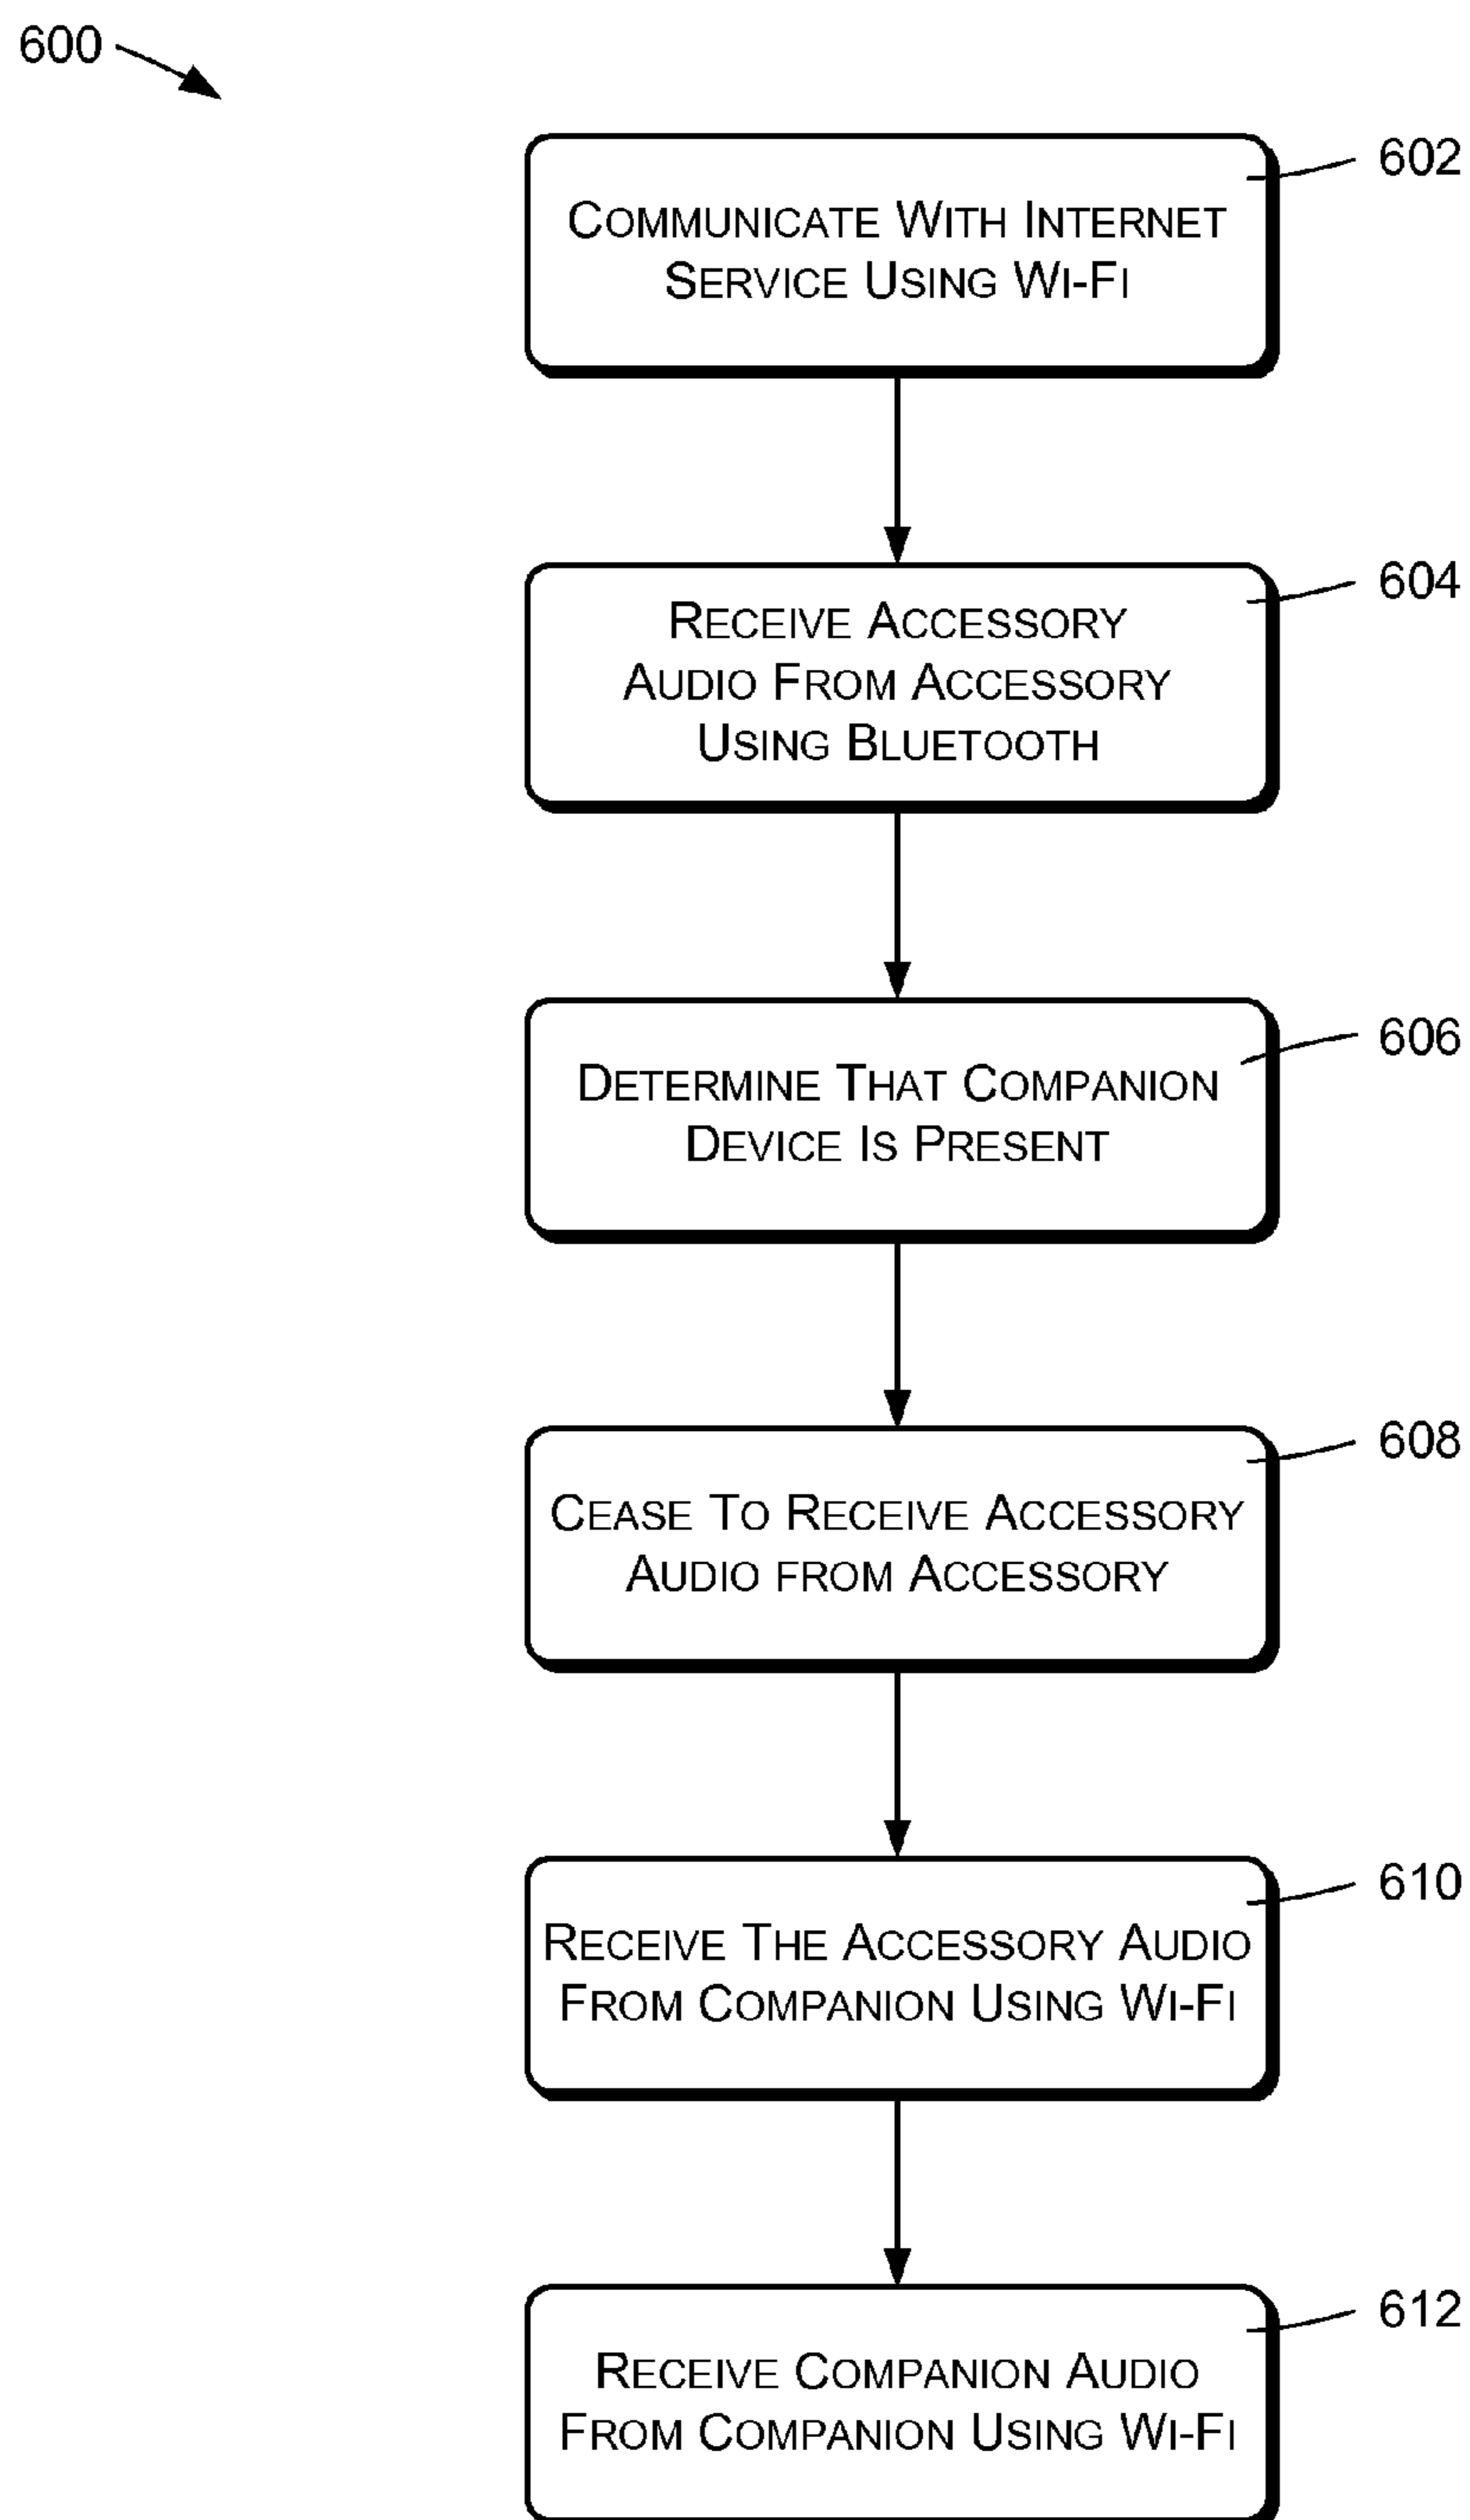 600
602
COMMUNICATE WITH INTERNET
SERVICE USING WI-FI
604
RECEIVE ACCESSORY
AUDIO FROM ACCESSORY
USING BLUETOOTH
606
DETERMINE THAT COMPANION
DEVICE IS PRESENT
608
CEASE TO RECEIVE ACCESSORY
AUDIO FROM ACCESSORY
610
RECEIVE THE ACCESSORY AUDIO
FROM COMPANION USING WI-FI
612
RECEIVE COMPANION AUDIO
FROM COMPANION USING WI-FI